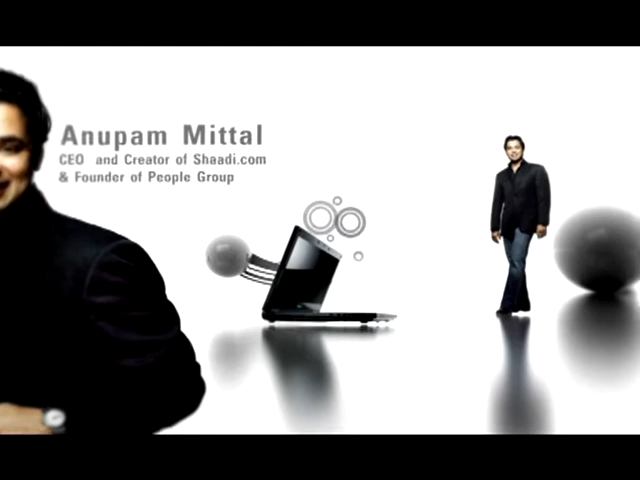 Anupam Mittal
CEO and Creator of Shaadi.com
& Founder of People Group